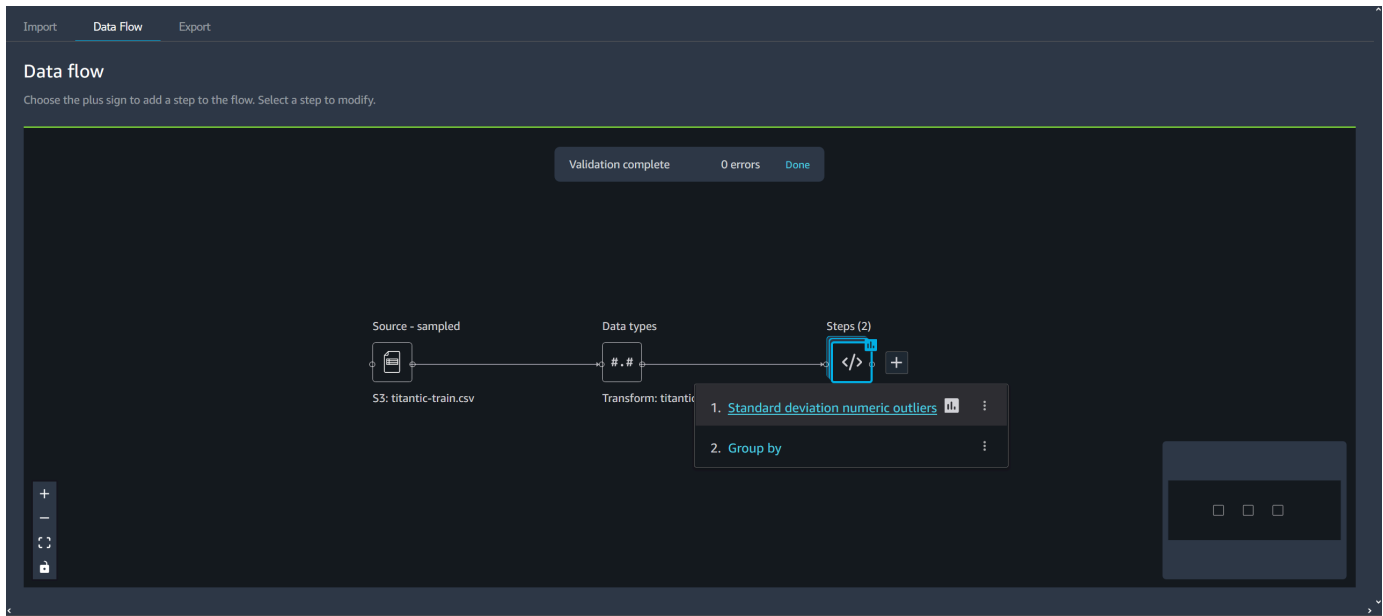 Import Data Flow Export
Data flow
Choose the plus sign to add a step to the flow. Select a step to modify.
Validation complete 0 errors Done
Source - sampled Data types Steps (2)
#.# </> +
S3: titantic-train.csv Transform: titantic
1. Standard deviation numeric outliers
2. Group by